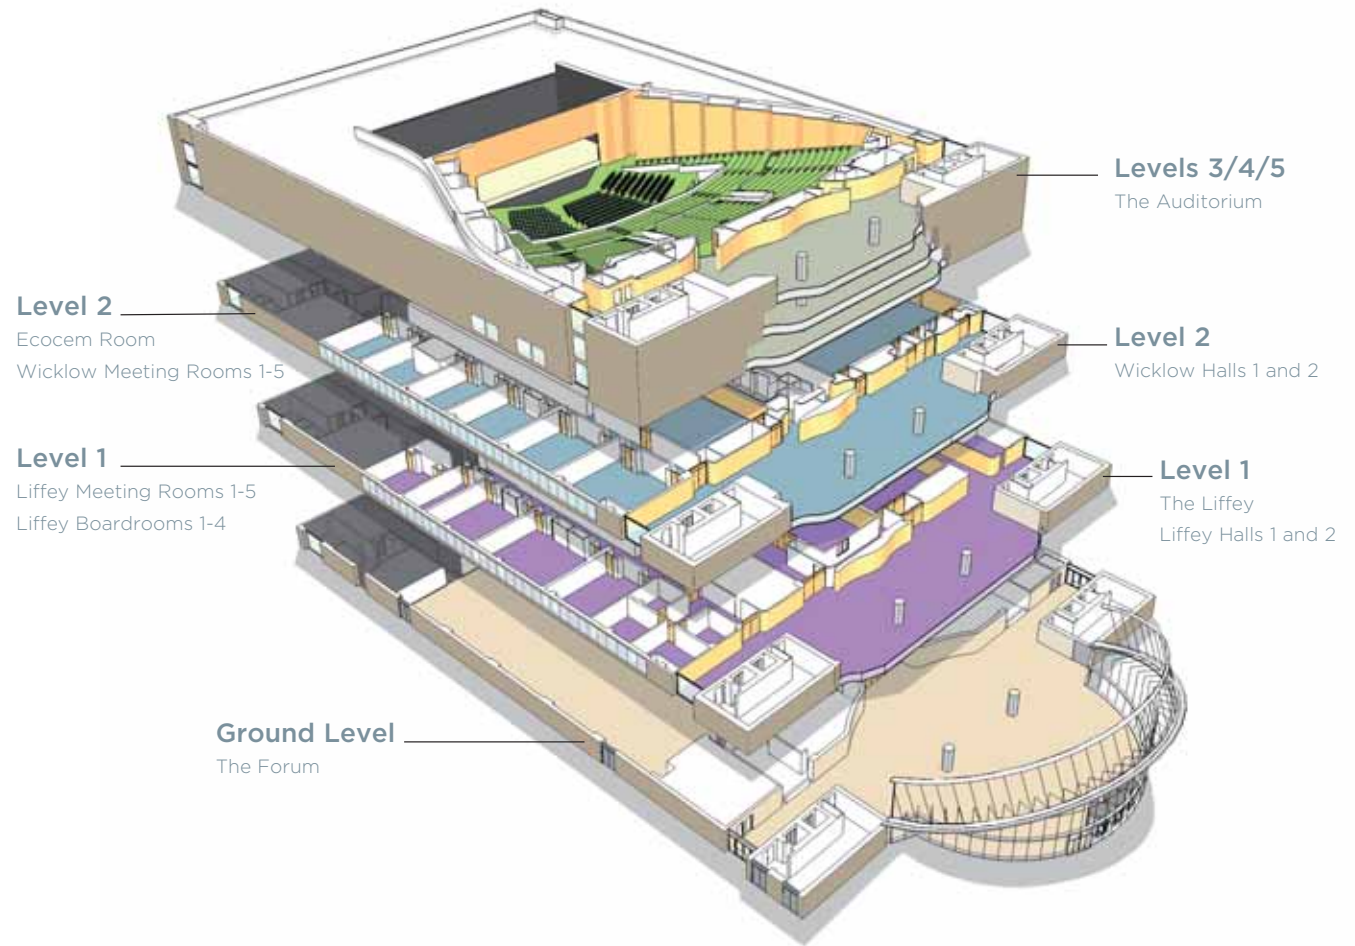 Levels 3/4/5
The Auditorium
Level 2
Ecocem Room
Wicklow Meeting Rooms 1-5
Level 2
Wicklow Halls 1 and 2
Level 1
Liffey Meeting Rooms 1-5
Liffey Boardrooms 1-4
Level 1
The Liffey
Liffey Halls 1 and 2
Ground Level
The Forum